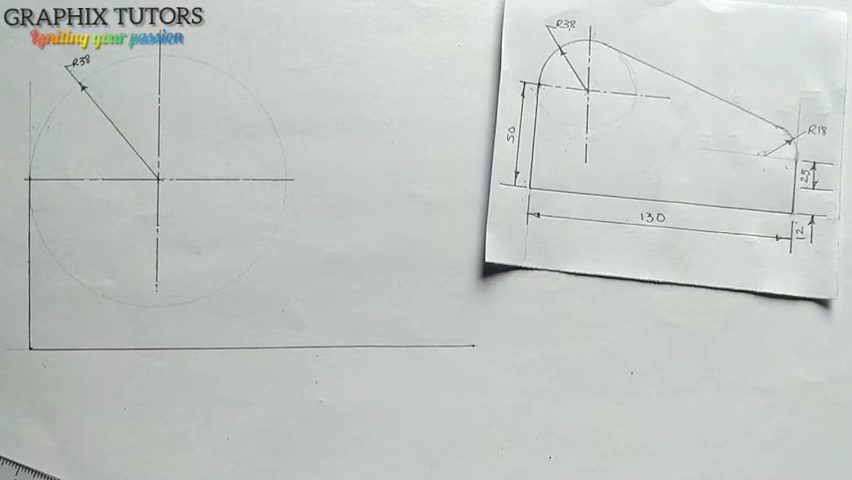 GRAPHIX TUTORS
Igniting your passion
R38
R38
R18
50
25
130
12